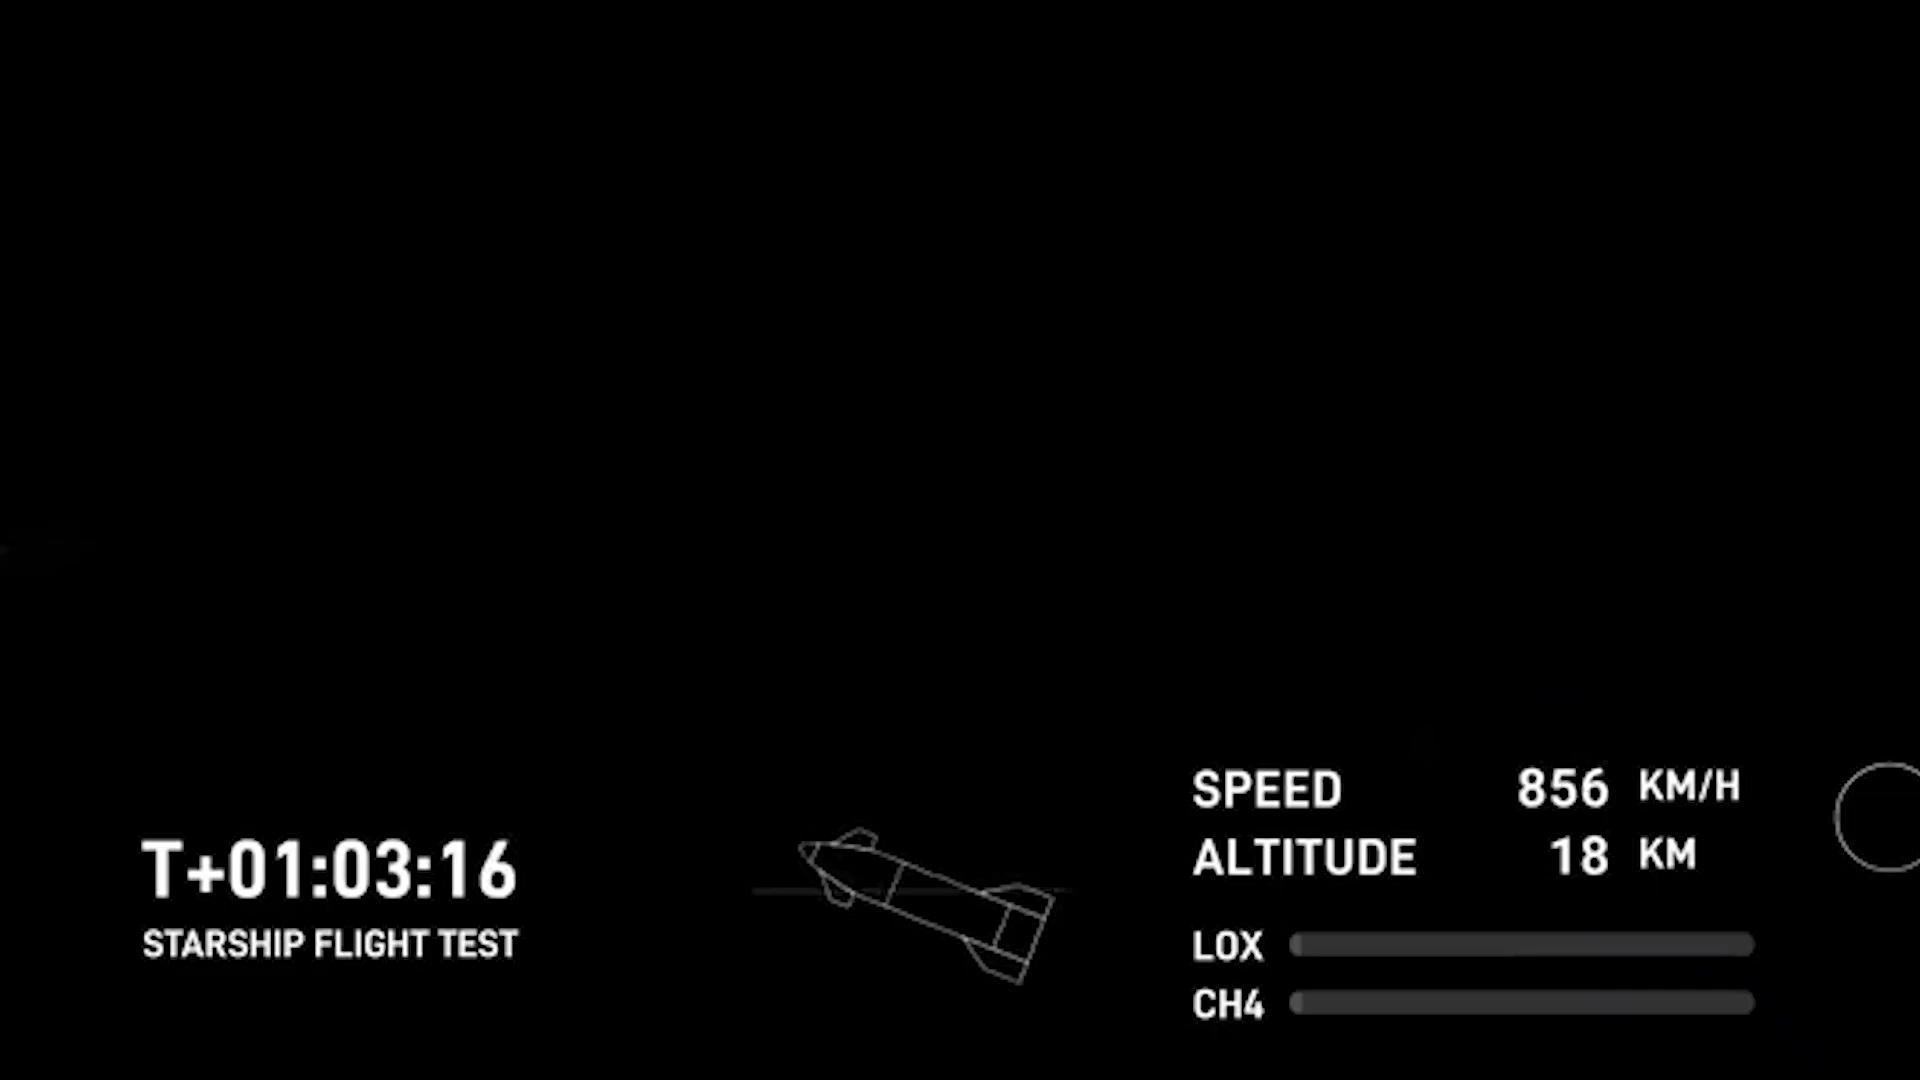 T+01:03:16
STARSHIP FLIGHT TEST
SPEED 856 KM/H
ALTITUDE 18 KM
LOX
CH4